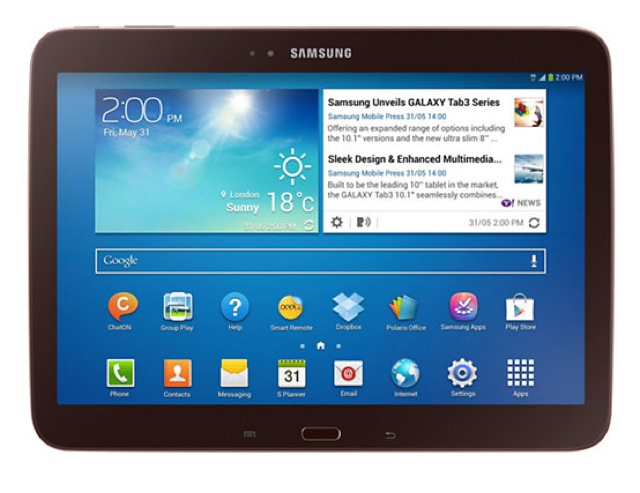 SAMSUNG
2:00 PM
2:00 PM
Fri, May 31
London
Sunny 18°c
31/05 2:00 PM
Samsung Unveils GALAXY Tab3 Series
Samsung Mobile Press 31/05 14:00
Offering an expanded range of options including
the 10.1" versions and the new ultra slim 8" ...
Sleek Design & Enhanced Multimedia...
Samsung Mobile Press 31/05 14:00
Built to be the leading 10" tablet in the market,
the GALAXY Tab3 10.1" seamlessly combines...
Y! NEWS
31/05 2:00 PM
Google
ChatON Group Play Help Smart Remote Dropbox Polaris Office Samsung Apps Play Store
31
Phone Contacts Messaging S Planner Email Internet Settings Apps